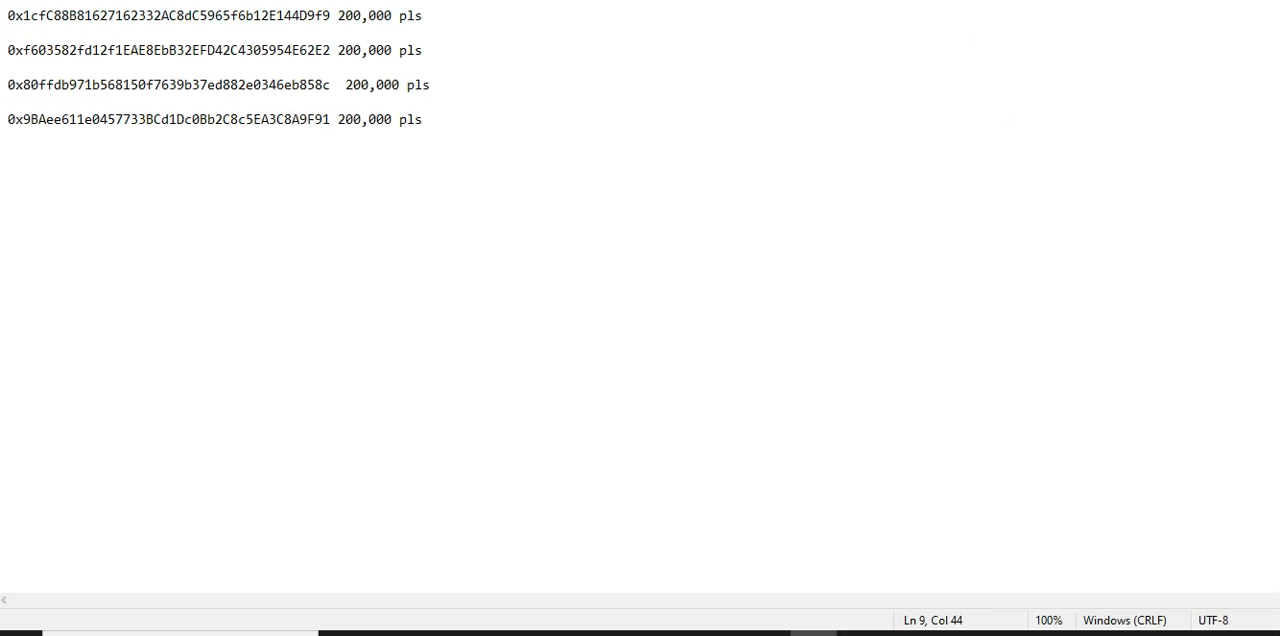 0x1cfC88B81627162332AC8dC5965f6b12E144D9f9 200,000 pls
0xf603582fd12f1EAE8EbB32EFD42C4305954E62E2 200,000 pls
0x80ffdb971b568150f7639b37ed882e0346eb858c  200,000 pls
0x9BAee611e0457733BCd1Dc0Bb2C8c5EA3C8A9F91 200,000 pls
Ln 9, Col 44 100% Windows (CRLF) UTF-8